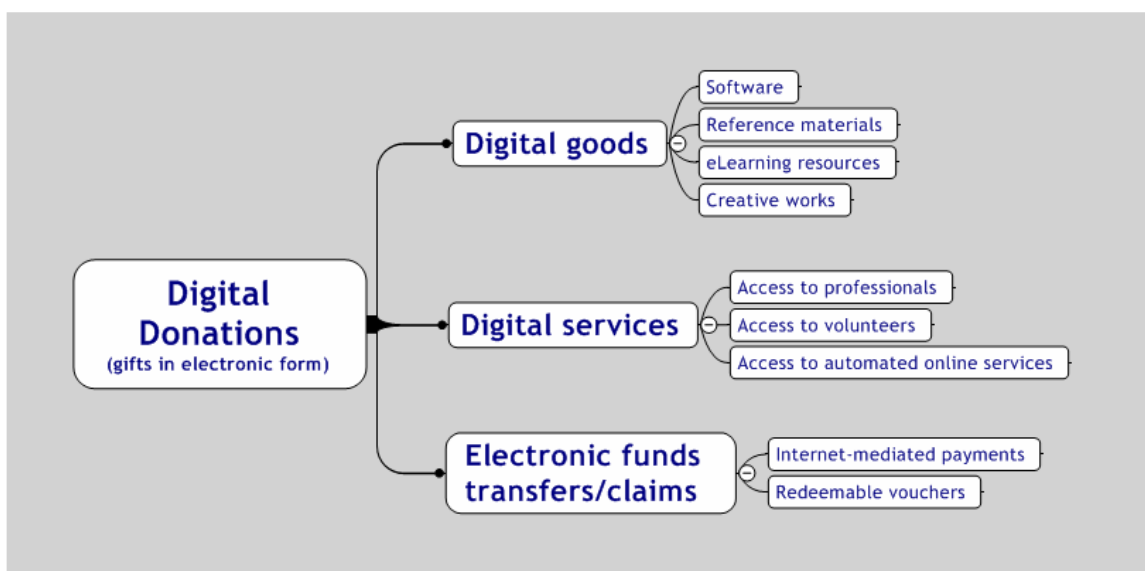 Digital
Donations
(gifts in electronic form)
Digital goods
Software
Reference materials
eLearning resources
Creative works
Digital services
Access to professionals
Access to volunteers
Access to automated online services
Electronic funds
transfers/claims
Internet-mediated payments
Redeemable vouchers